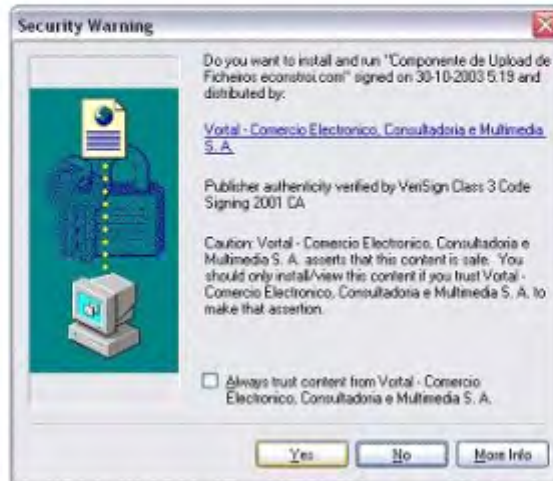 Security Warning
Do you want to install and run "Componente de Upload de
Ficheiros econstroi.com" signed on 30-10-2003 5:19 and
distributed by:
Vortal - Comercio Electronico, Consultadoria e Multimedia
S. A.
Publisher authenticity verified by VeriSign Class 3 Code
Signing 2001 CA
Caution: Vortal - Comercio Electronico, Consultadoria e
Multimedia S. A. asserts that this content is safe. You
should only install/view this content if you trust Vortal -
Comercio Electronico, Consultadoria e Multimedia S. A. to
make that assertion.
Always trust content from Vortal - Comercio
Electronico, Consultadoria e Multimedia S. A.
Yes
No
More Info